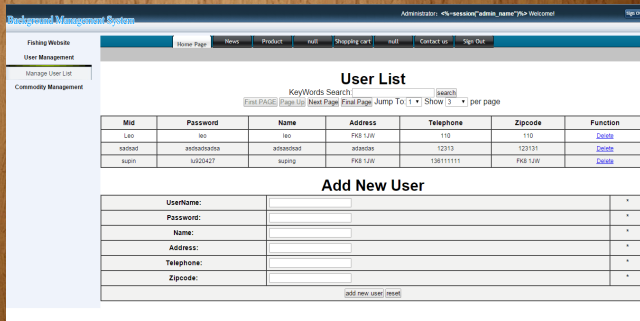 Administrator: <%=session("admin_name")%> Welcome!
Sign O
Background Management System
Fishing Website
User Management
Manage User List
Commodity Management
Home Page News Product null Shopping cart null Contact us Sign Out
User List
KeyWords Search: search
First PAGE Page Up Next Page Final Page Jump To: 1 Show 3 per page
Mid Password Name Address Telephone Zipcode Function
Leo leo leo FK8 1JW 110 110 Delete
sadsad asdsadsadsa adsasdsad adasdas 12313 123131 Delete
supin lu920427 suping FK8 1JW 136111111 FK8 1JW Delete
Add New User
UserName: *
Password: *
Name: *
Address: *
Telephone: *
Zipcode: *
add new user reset